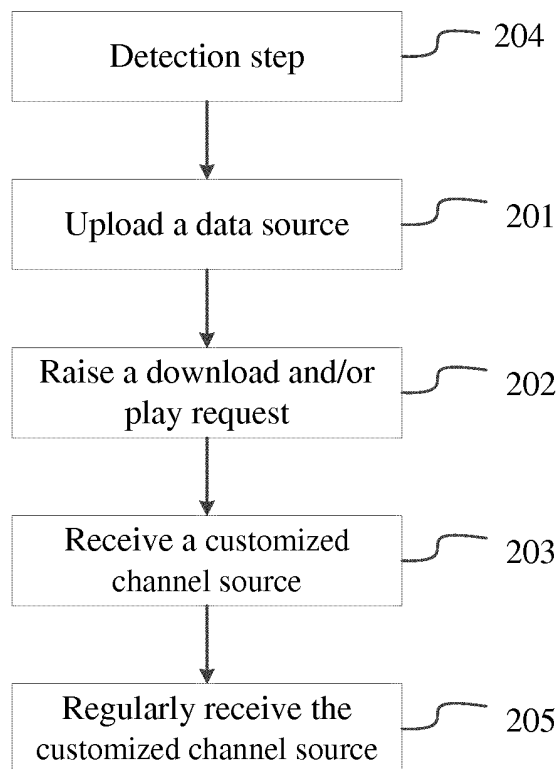 Detection step
204
Upload a data source
201
Raise a download and/or
play request
202
Receive a customized
channel source
203
Regularly receive the
customized channel source
205